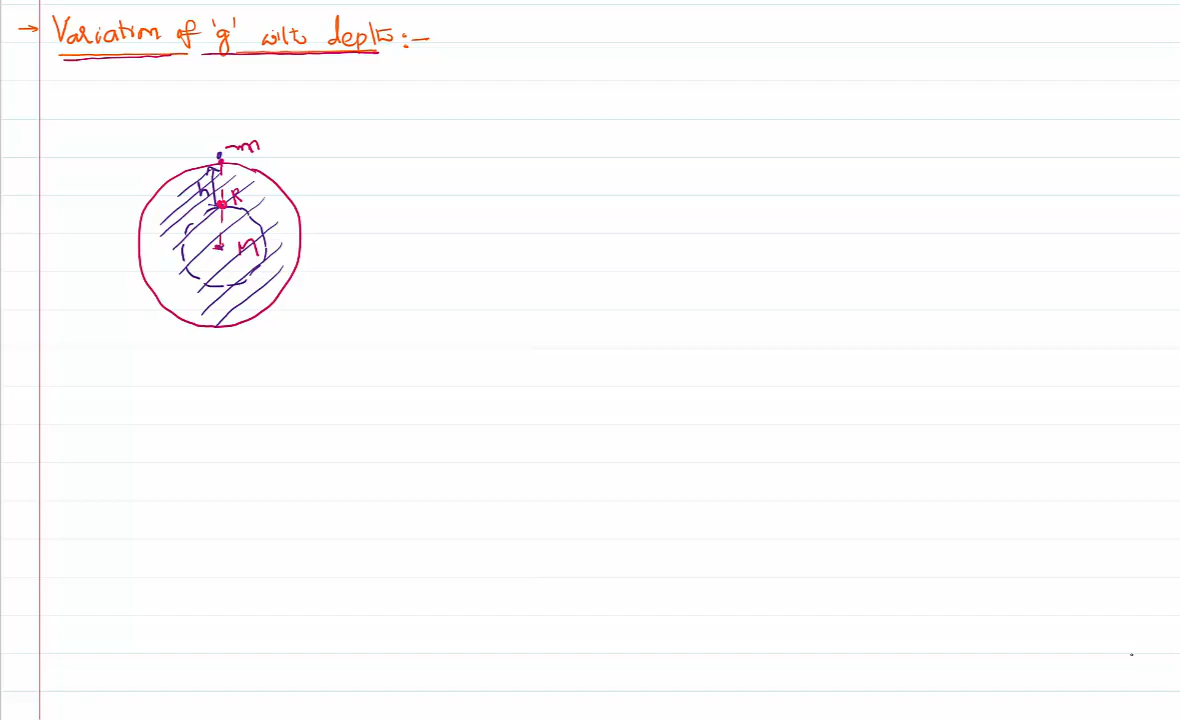 → Variation of 'g' with depth :-
m
h
R
M